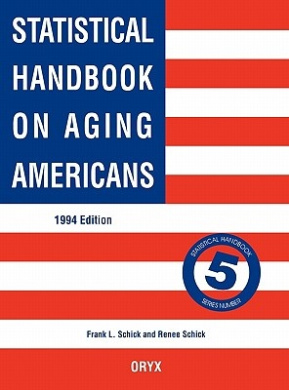 STATISTICAL
HANDBOOK
ON AGING
AMERICANS
1994 Edition
STATISTICAL HANDBOOK
5
SERIES NUMBER
Frank L. Schick and Renee Schick
ORYX